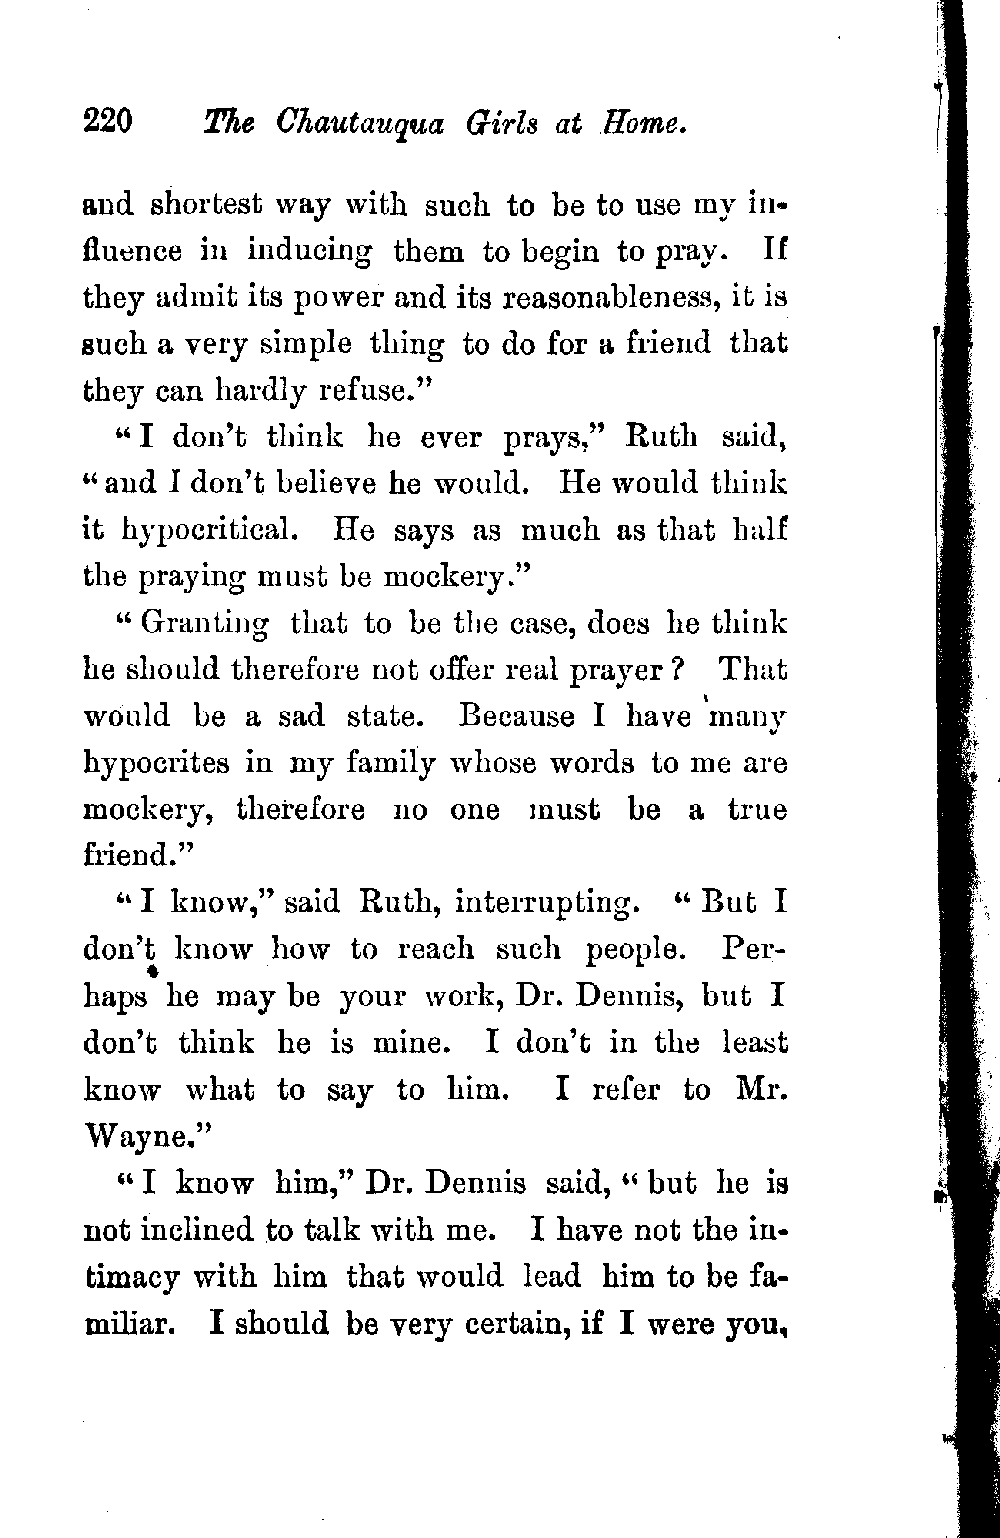 220 The Chautauqua Girls at Home.
and shortest way with such to be to use my in-
fluence in inducing them to begin to pray. If
they admit its power and its reasonableness, it is
such a very simple thing to do for a friend that
they can hardly refuse.”
“I don’t think he ever prays,” Ruth said,
“and I don’t believe he would. He would think
it hypocritical. He says as much as that half
the praying must be mockery.”
“Granting that to be the case, does he think
he should therefore not offer real prayer? That
would be a sad state. Because I have many
hypocrites in my family whose words to me are
mockery, therefore no one must be a true
friend.”
“I know,” said Ruth, interrupting. “But I
don’t know how to reach such people. Per-
haps he may be your work, Dr. Dennis, but I
don’t think he is mine. I don’t in the least
know what to say to him. I refer to Mr.
Wayne.”
“I know him,” Dr. Dennis said, “but he is
not inclined to talk with me. I have not the in-
timacy with him that would lead him to be fa-
miliar. I should be very certain, if I were you,